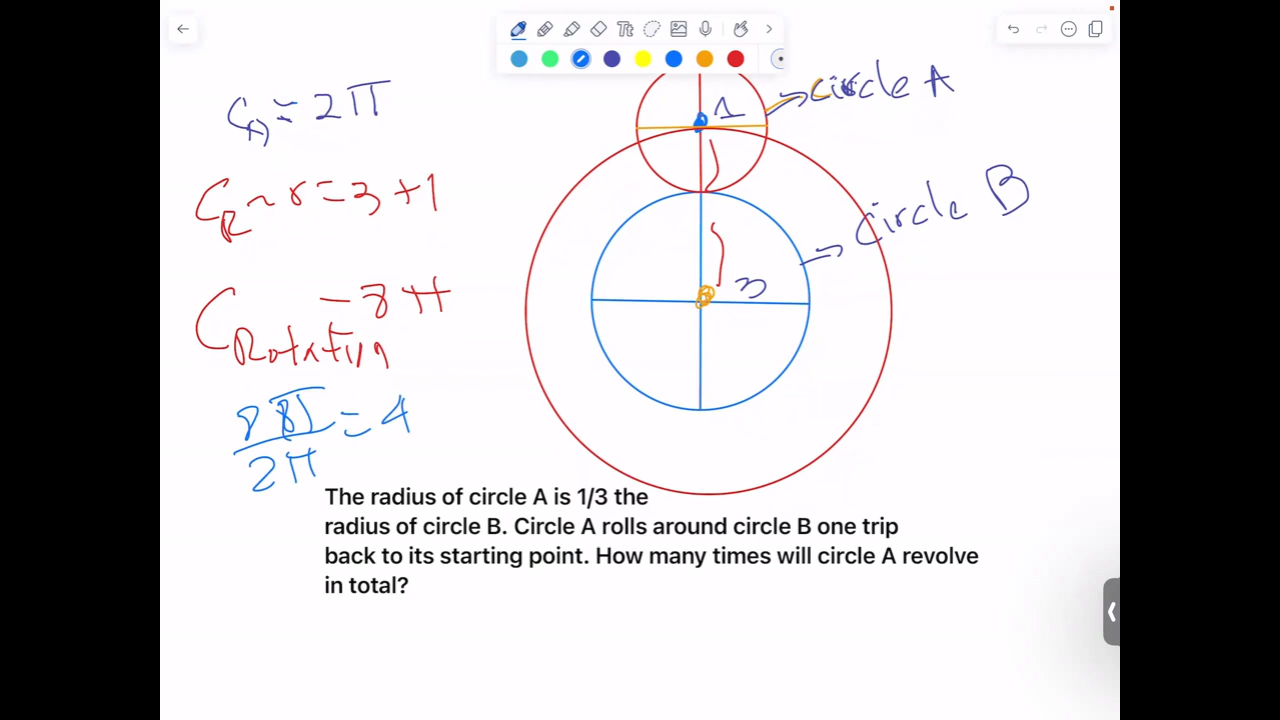 Tt
C_A = 2π
1 → Circle A
C_R ~ r = 3 + 1
→ Circle B
3
C_Rotating = 8π
8π / 2π = 4
The radius of circle A is 1/3 the
radius of circle B. Circle A rolls around circle B one trip
back to its starting point. How many times will circle A revolve
in total?